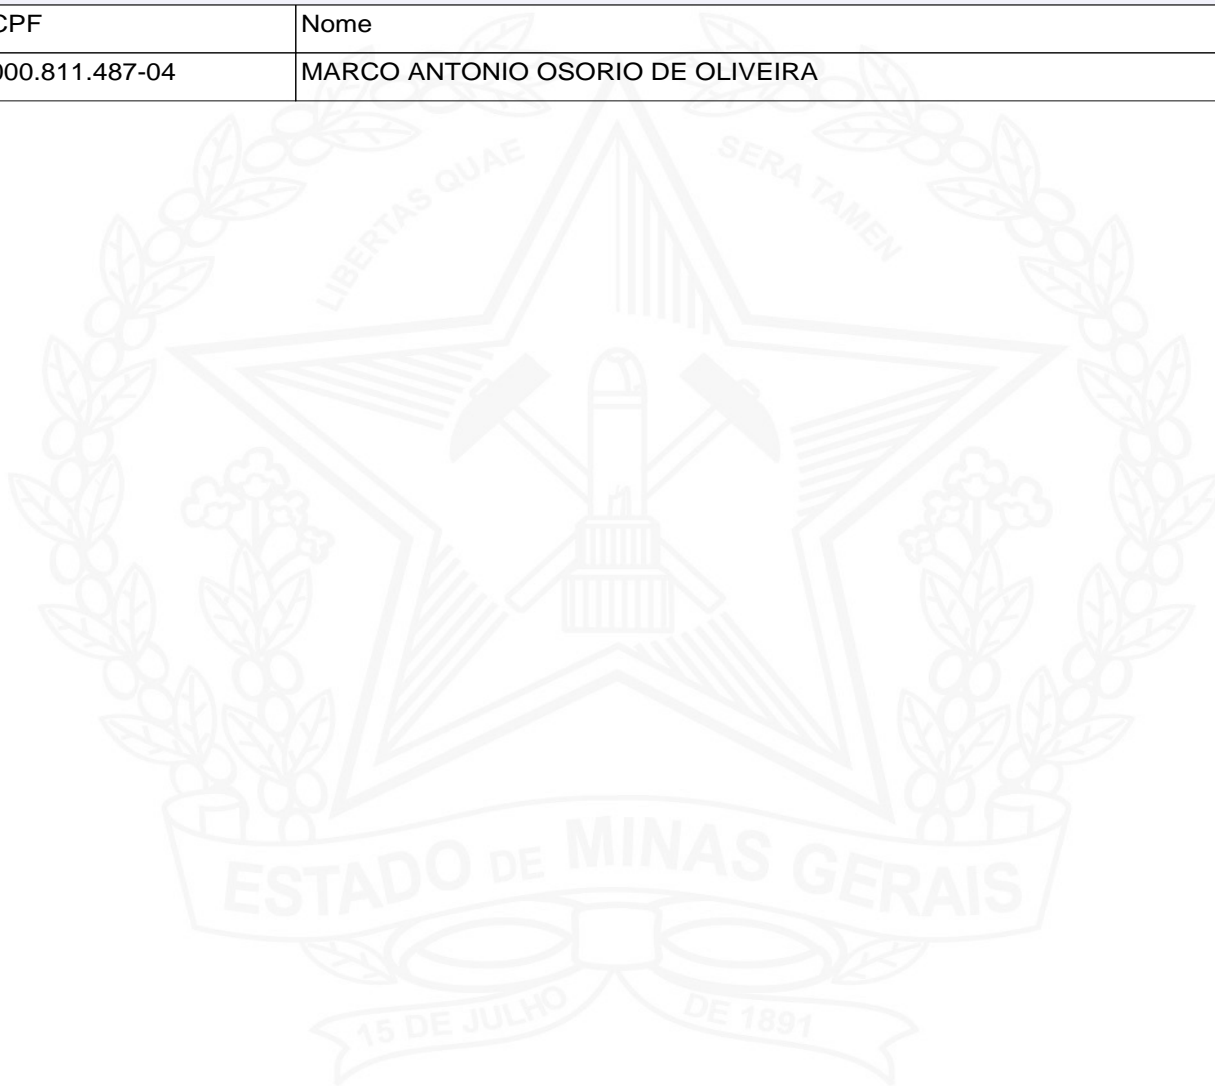 CPF Nome
000.811.487-04 MARCO ANTONIO OSORIO DE OLIVEIRA
LIBERTAS QUAE SERA TAMEN
ESTADO DE MINAS GERAIS
15 DE JULHO DE 1891